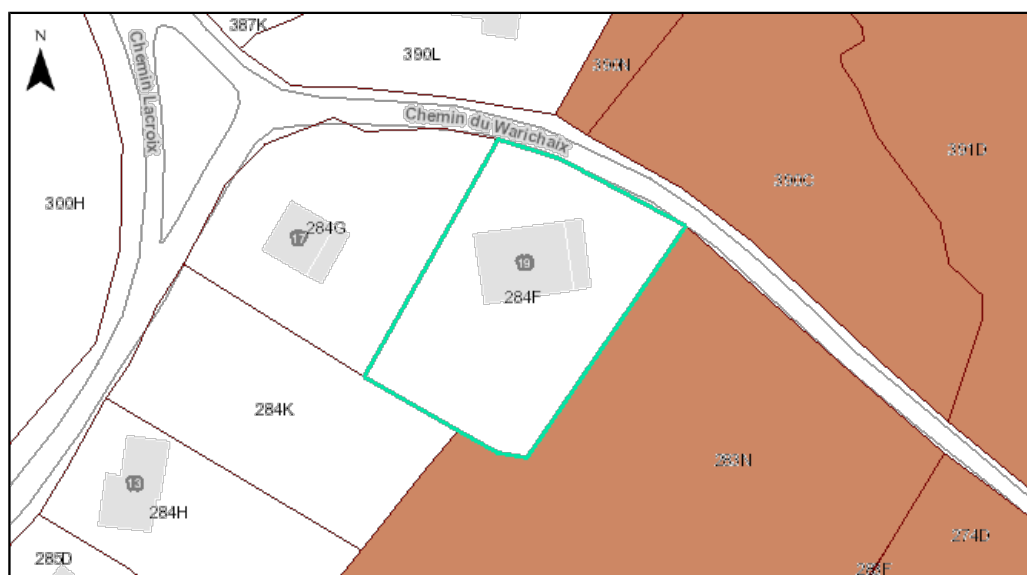 387K
390L
N
Chemin Lacroix
390N
Chemin du Warichaix
391D
390C
300H
17
284G
19
284F
284K
283N
13
284H
274D
285D